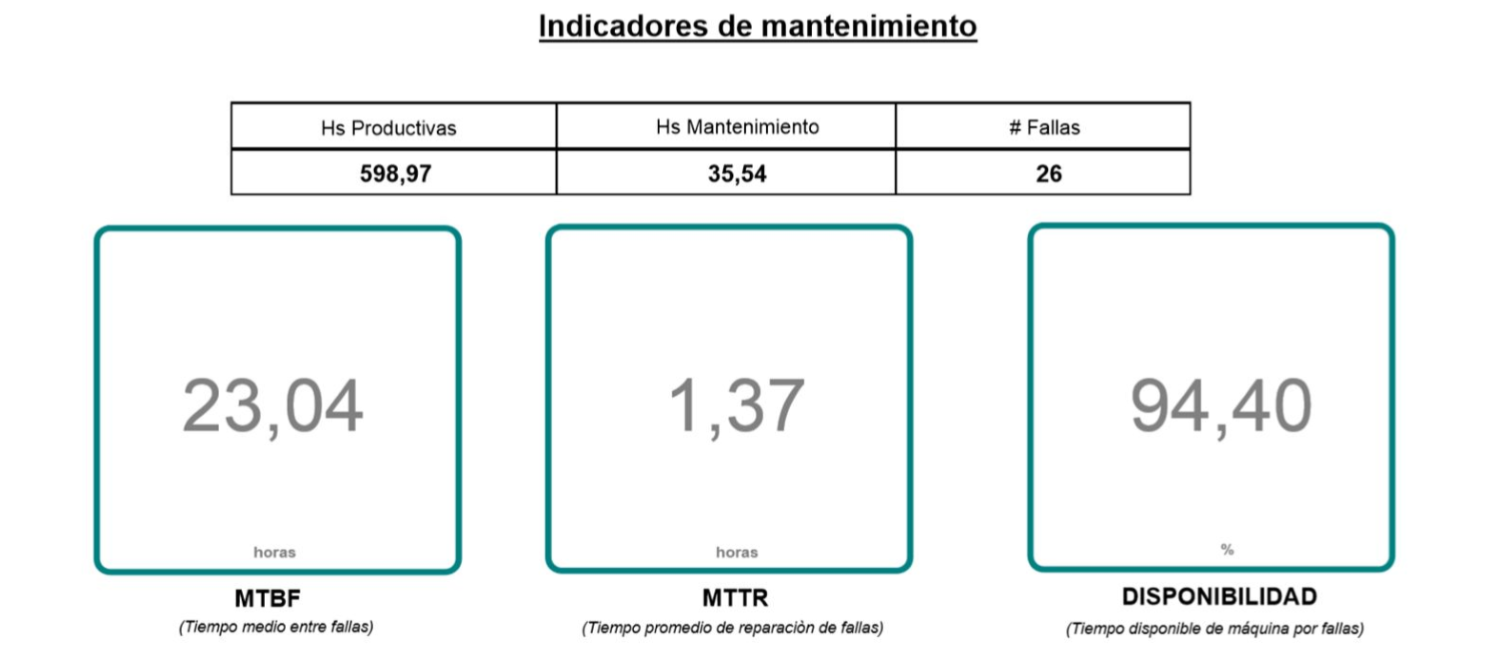 Indicadores de mantenimiento
Hs Productivas Hs Mantenimiento # Fallas
598,97 35,54 26
23,04 1,37 94,40
horas horas %
MTBF MTTR DISPONIBILIDAD
(Tiempo medio entre fallas) (Tiempo promedio de reparaciòn de fallas) (Tiempo disponible de máquina por fallas)